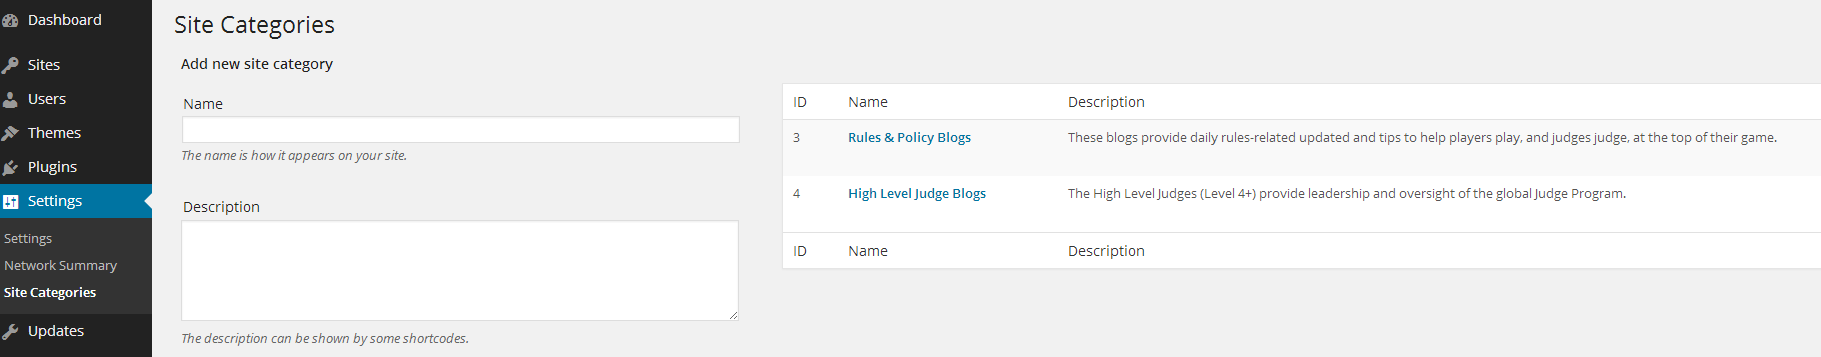 Dashboard
Sites
Users
Themes
Plugins
Settings
Settings
Network Summary
Site Categories
Updates
Site Categories
Add new site category
Name
The name is how it appears on your site.
Description
The description can be shown by some shortcodes.
ID Name Description
3 Rules & Policy Blogs These blogs provide daily rules-related updated and tips to help players play, and judges judge, at the top of their game.
4 High Level Judge Blogs The High Level Judges (Level 4+) provide leadership and oversight of the global Judge Program.
ID Name Description